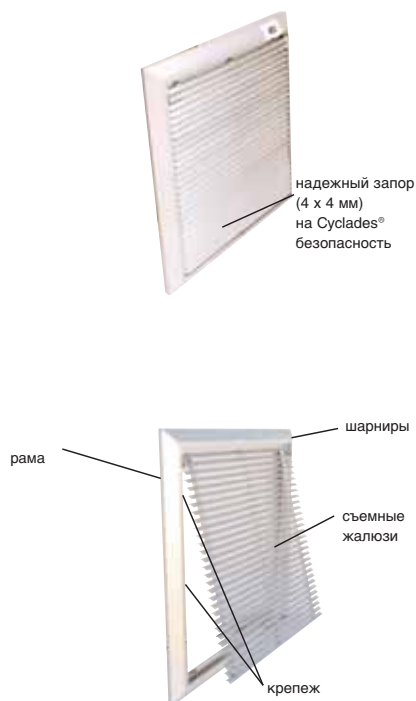 надежный запор
(4 x 4 мм)
на Cyclades®
безопасность
шарниры
рама
съемные
жалюзи
крепеж